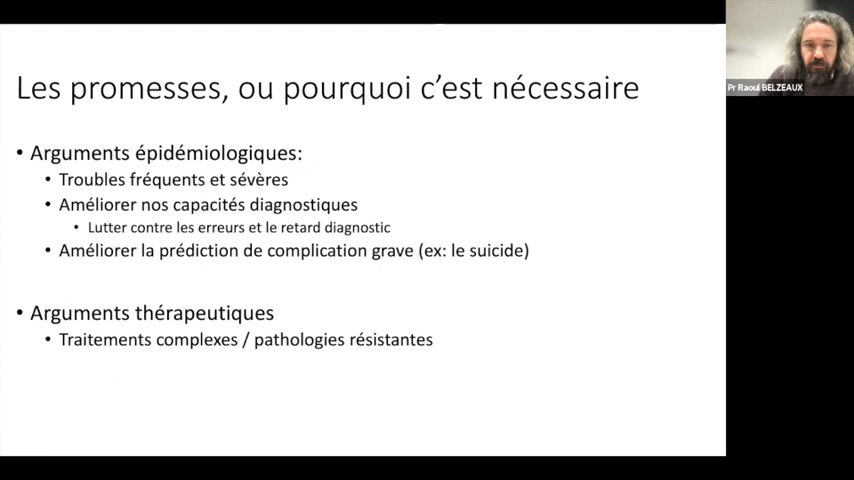 Les promesses, ou pourquoi c’est nécessaire
• Arguments épidémiologiques:
• Troubles fréquents et sévères
• Améliorer nos capacités diagnostiques
• Lutter contre les erreurs et le retard diagnostic
• Améliorer la prédiction de complication grave (ex: le suicide)
• Arguments thérapeutiques
• Traitements complexes / pathologies résistantes
Pr Raoul BELZEAUX